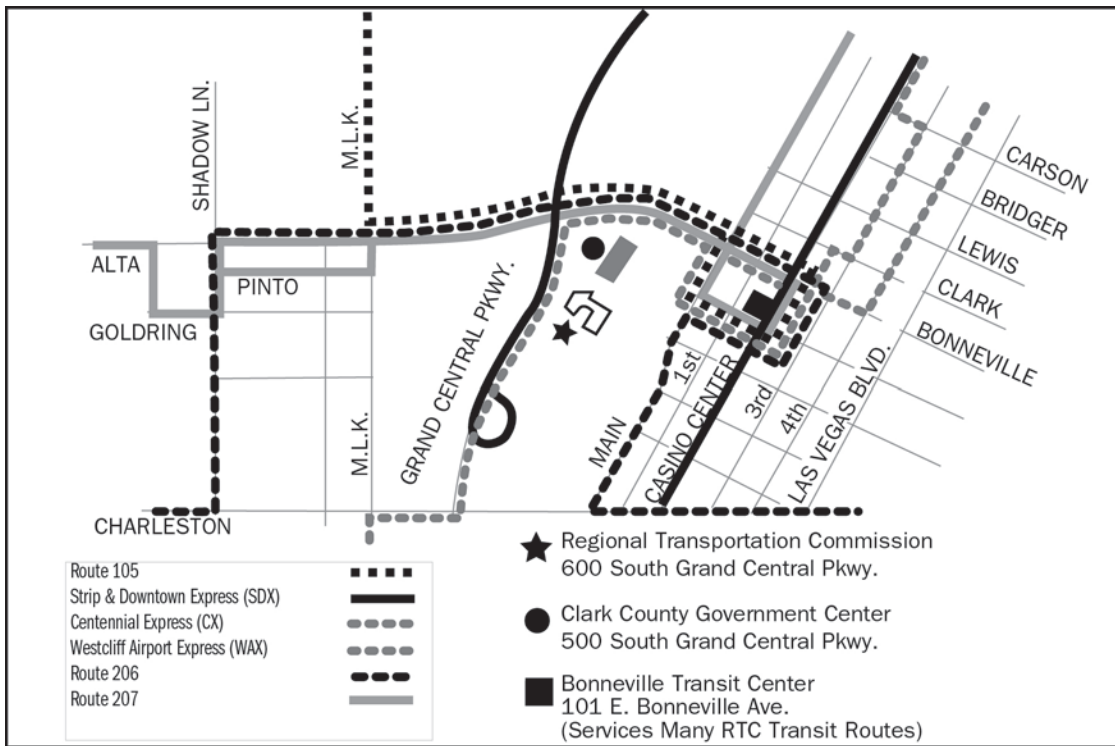 SHADOW LN.
M.L.K.
CARSON
BRIDGER
LEWIS
CLARK
BONNEVILLE
ALTA
PINTO
GOLDRING
GRAND CENTRAL PKWY.
M.L.K.
MAIN
1st
CASINO CENTER
3rd
4th
LAS VEGAS BLVD.
CHARLESTON
Route 105
Strip & Downtown Express (SDX)
Centennial Express (CX)
Westcliff Airport Express (WAX)
Route 206
Route 207
Regional Transportation Commission
600 South Grand Central Pkwy.
Clark County Government Center
500 South Grand Central Pkwy.
Bonneville Transit Center
101 E. Bonneville Ave.
(Services Many RTC Transit Routes)